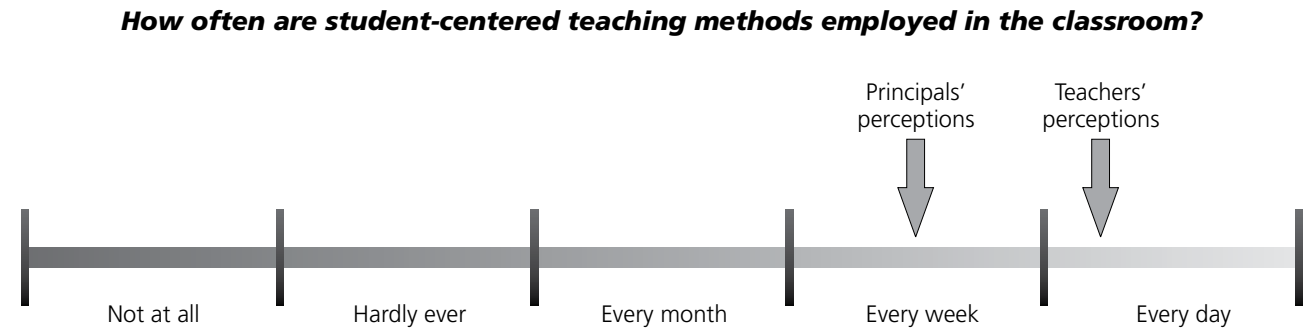 How often are student-centered teaching methods employed in the classroom?
Principals’
perceptions
Teachers’
perceptions
Not at all
Hardly ever
Every month
Every week
Every day